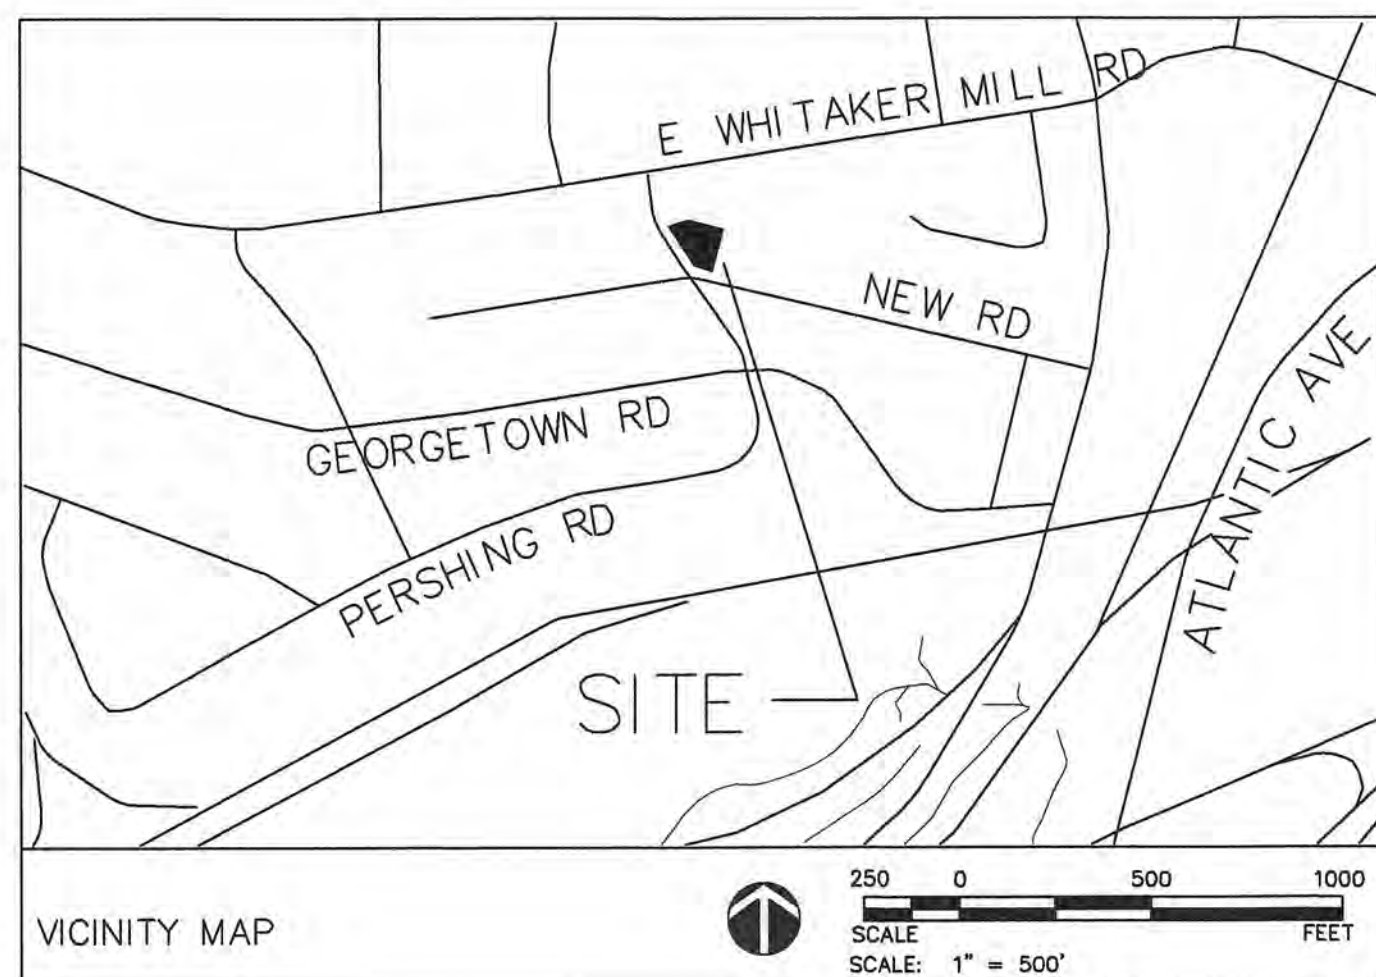 E WHITAKER MILL RD
NEW RD
GEORGETOWN RD
ATLANTIC AVE
PERSHING RD
SITE
VICINITY MAP
250 0 500 1000
SCALE FEET
SCALE: 1" = 500'